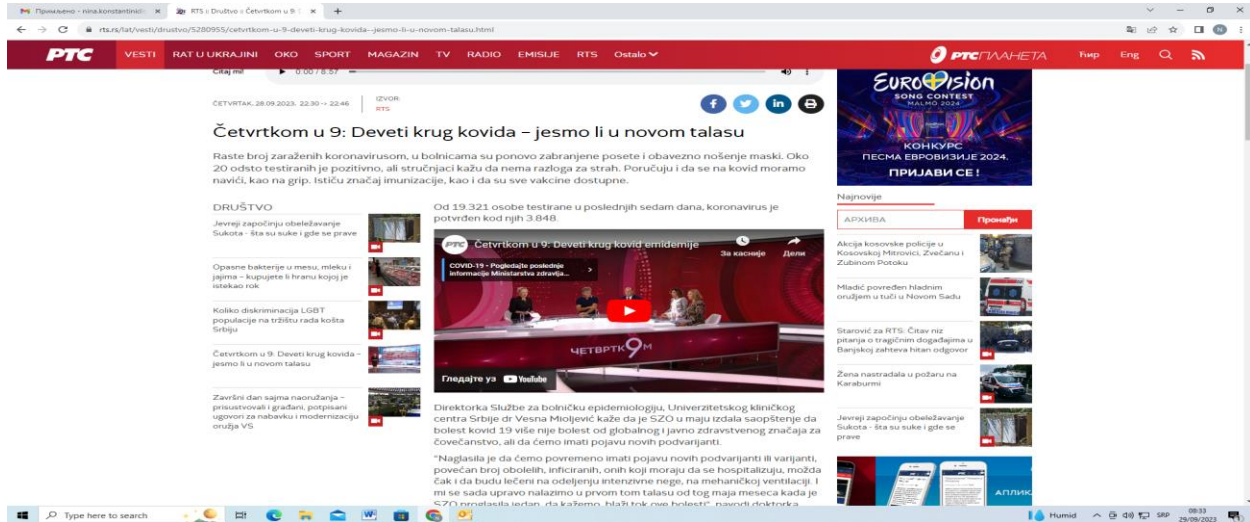 Примљено - nina.konstantinidi
RTS :: Društvo :: Četvrtkom u 9:
rts.rs/lat/vesti/drustvo/5280955/cetvrtkom-u-9-deveti-krug-kovida--jesmo-li-u-novom-talasu.html
РТС VESTI RAT U UKRAJINI OKO SPORT MAGAZIN TV RADIO EMISIJE RTS Ostalo РТС ПЛАНЕТА Ћир Eng
Čitaj mi! 0:00 / 8:57
ČETVRTAK, 28.09.2023, 22:30 -> 22:46
IZVOR:
RTS
Četvrtkom u 9: Deveti krug kovida – jesmo li u novom talasu
Raste broj zaraženih koronavirusom, u bolnicama su ponovo zabranjene posete i obavezno nošenje maski. Oko
20 odsto testiranih je pozitivno, ali stručnjaci kažu da nema razloga za strah. Poručuju i da se na kovid moramo
navići, kao na grip. Ističu značaj imunizacije, kao i da su sve vakcine dostupne.
DRUŠTVO
Jevreji započinju obeležavanje
Sukota - šta su suke i gde se prave
Opasne bakterije u mesu, mleku i
jajima – kupujete li hranu kojoj je
istekao rok
Koliko diskriminacija LGBT
populacije na tržištu rada košta
Srbiju
Četvrtkom u 9: Deveti krug kovida –
jesmo li u novom talasu
Završni dan sajma naoružanja –
prisustvovali i građani, potpisani
ugovori za nabavku i modernizaciju
oružja VS
Od 19.321 osobe testirane u poslednjih sedam dana, koronavirus je
potvrđen kod njih 3.848.
РТС Četvrtkom u 9: Deveti krug kovid emidemije
За касније Дели
COVID-19 - Pogledajte poslednje
informacije Ministarstva zdravlja...
ЧЕТВРТК9М
Гледајте уз YouTube
Direktorka Službe za bolničku epidemiologiju, Univerzitetskog kliničkog
centra Srbije dr Vesna Mioljević kaže da je SZO u maju izdala saopštenje da
bolest kovid 19 više nije bolest od globalnog i javno zdravstvenog značaja za
čovečanstvo, ali da ćemo imati pojavu novih podvarijanti.
"Naglasila je da ćemo povremeno imati pojavu novih podvarijanti ili varijanti,
povećan broj obolelih, inficiranih, onih koji moraju da se hospitalizuju, možda
čak i da budu lečeni na odeljenju intenzivne nege, na mehaničkoj ventilaciji. I
mi se sada upravo nalazimo u prvom tom talasu od tog maja meseca kada je
SZO proglasila jedan, da kažemo, blaži tok ove bolesti", navodi doktorka
EUROVISION
SONG CONTEST
MALMÖ 2024
КОНКУРС
ПЕСМА ЕВРОВИЗИЈЕ 2024.
ПРИЈАВИ СЕ !
Najnovije
АРХИВА Пронађи
Akcija kosovske policije u
Kosovskoj Mitrovici, Zvečanu i
Zubinom Potoku
Mladić povređen hladnim
oružjem u tuči u Novom Sadu
Starović za RTS: Čitav niz
pitanja o tragičnim događajima u
Banjskoj zahteva hitan odgovor
Žena nastradala u požaru na
Karaburmi
Jevreji započinju obeležavanje
Sukota - šta su suke i gde se
prave
АПЛИК
Type here to search
Humid SRP 08:33
29/09/2023